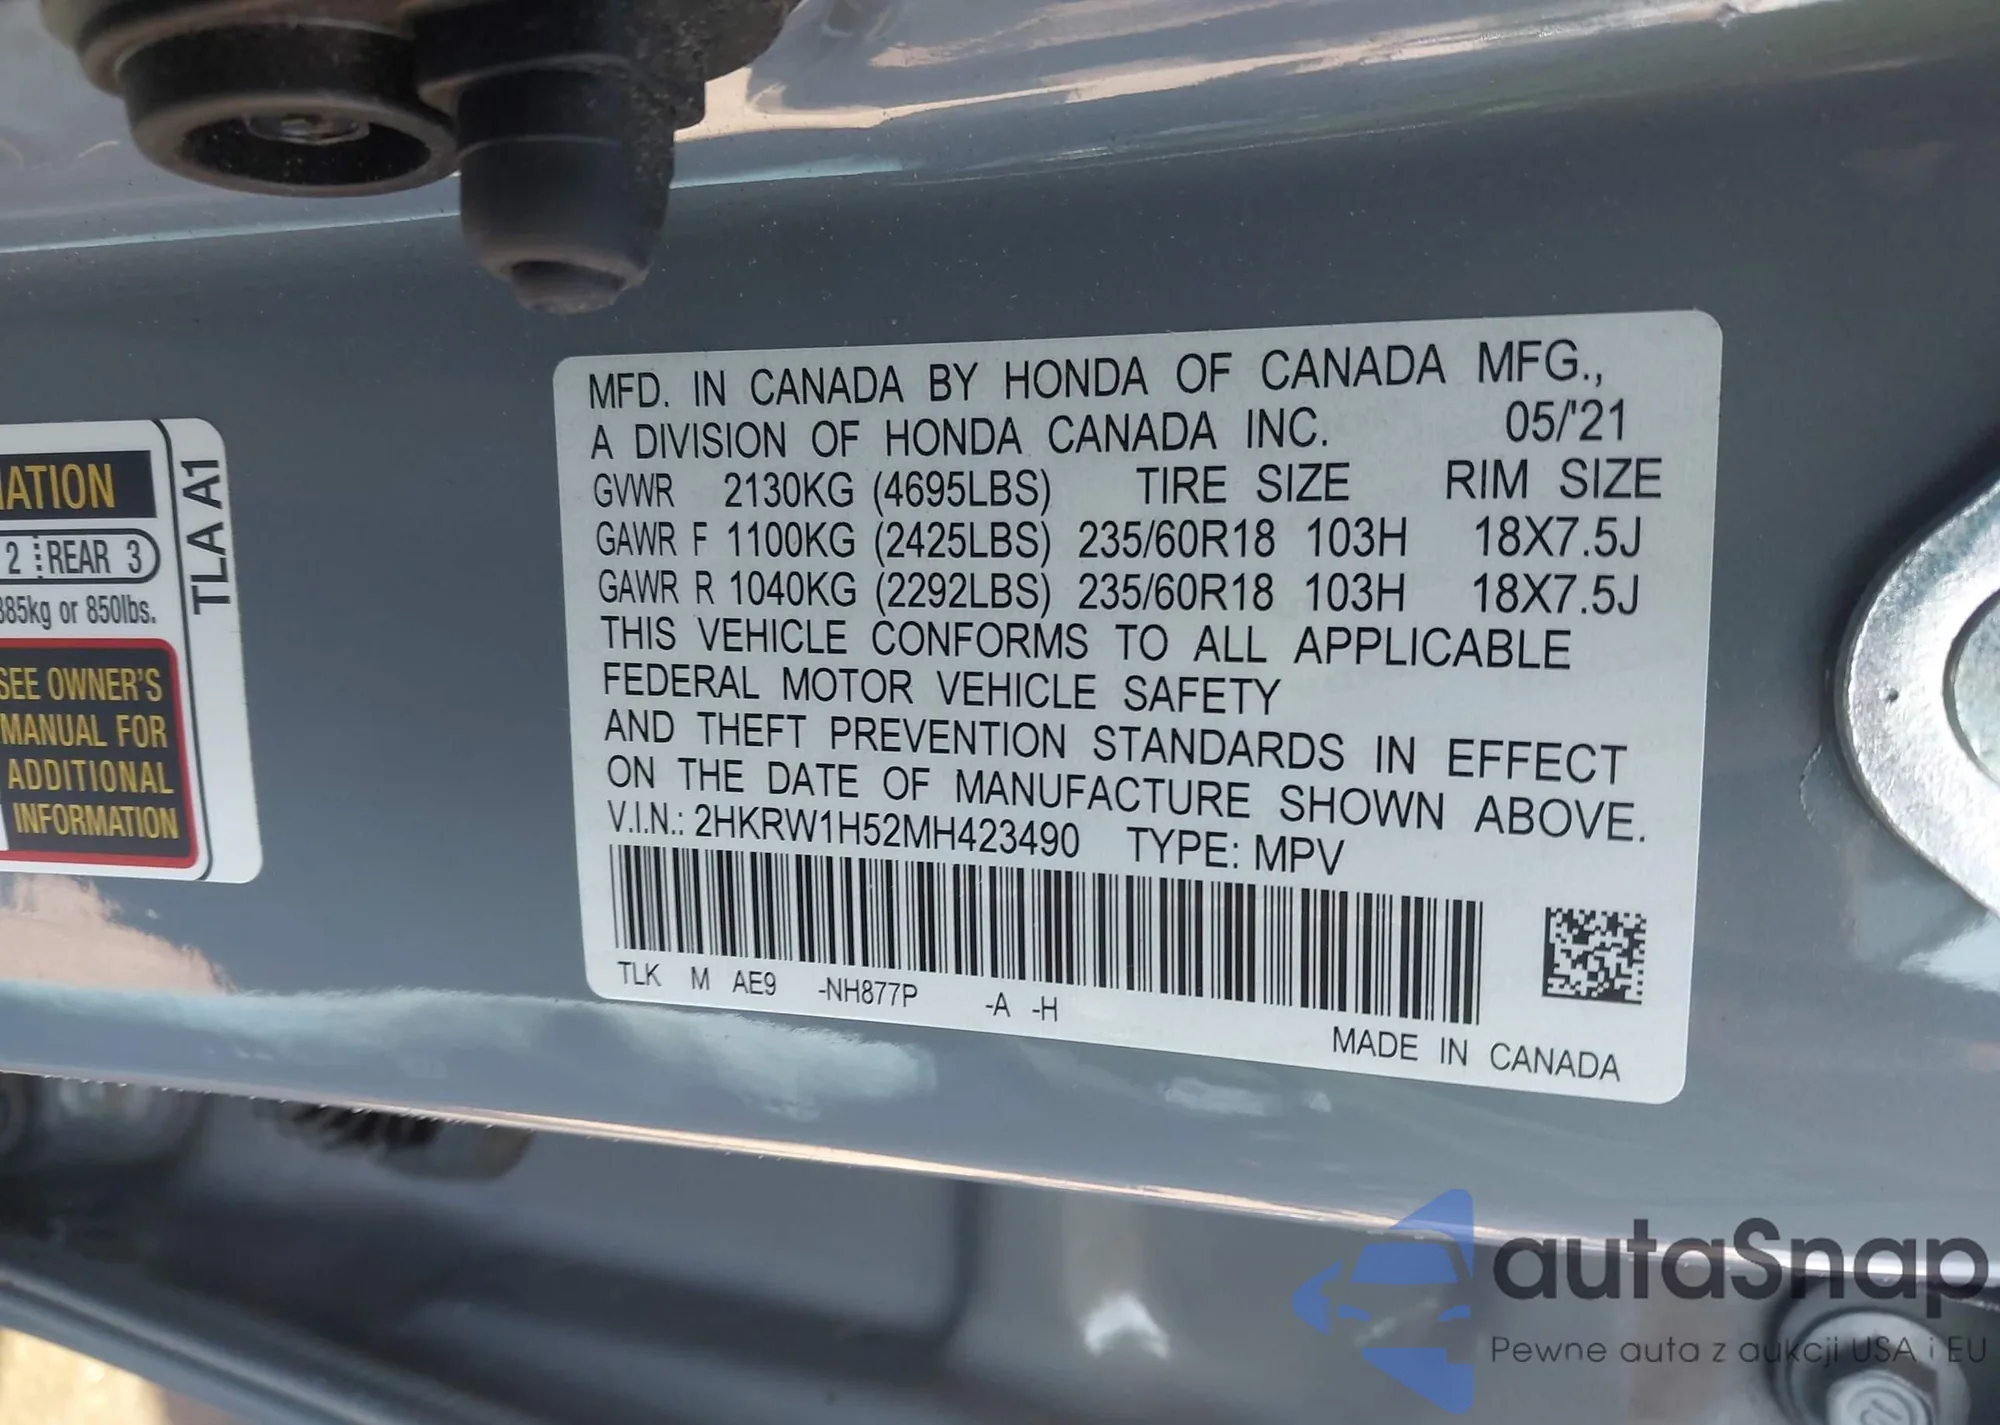 MFD. IN CANADA BY HONDA OF CANADA MFG.,
A DIVISION OF HONDA CANADA INC. 05/'21
GVWR 2130KG (4695LBS) TIRE SIZE RIM SIZE
GAWR F 1100KG (2425LBS) 235/60R18 103H 18X7.5J
GAWR R 1040KG (2292LBS) 235/60R18 103H 18X7.5J
THIS VEHICLE CONFORMS TO ALL APPLICABLE
FEDERAL MOTOR VEHICLE SAFETY
AND THEFT PREVENTION STANDARDS IN EFFECT
ON THE DATE OF MANUFACTURE SHOWN ABOVE.
V.I.N.: 2HKRW1H52MH423490 TYPE: MPV
TLK M AE9 -NH877P -A -H
MADE IN CANADA
ATION
2 REAR 3
385kg or 850lbs.
SEE OWNER'S
MANUAL FOR
ADDITIONAL
INFORMATION
TLA A1
autaSnap
Pewne auta z aukcji USA i EU